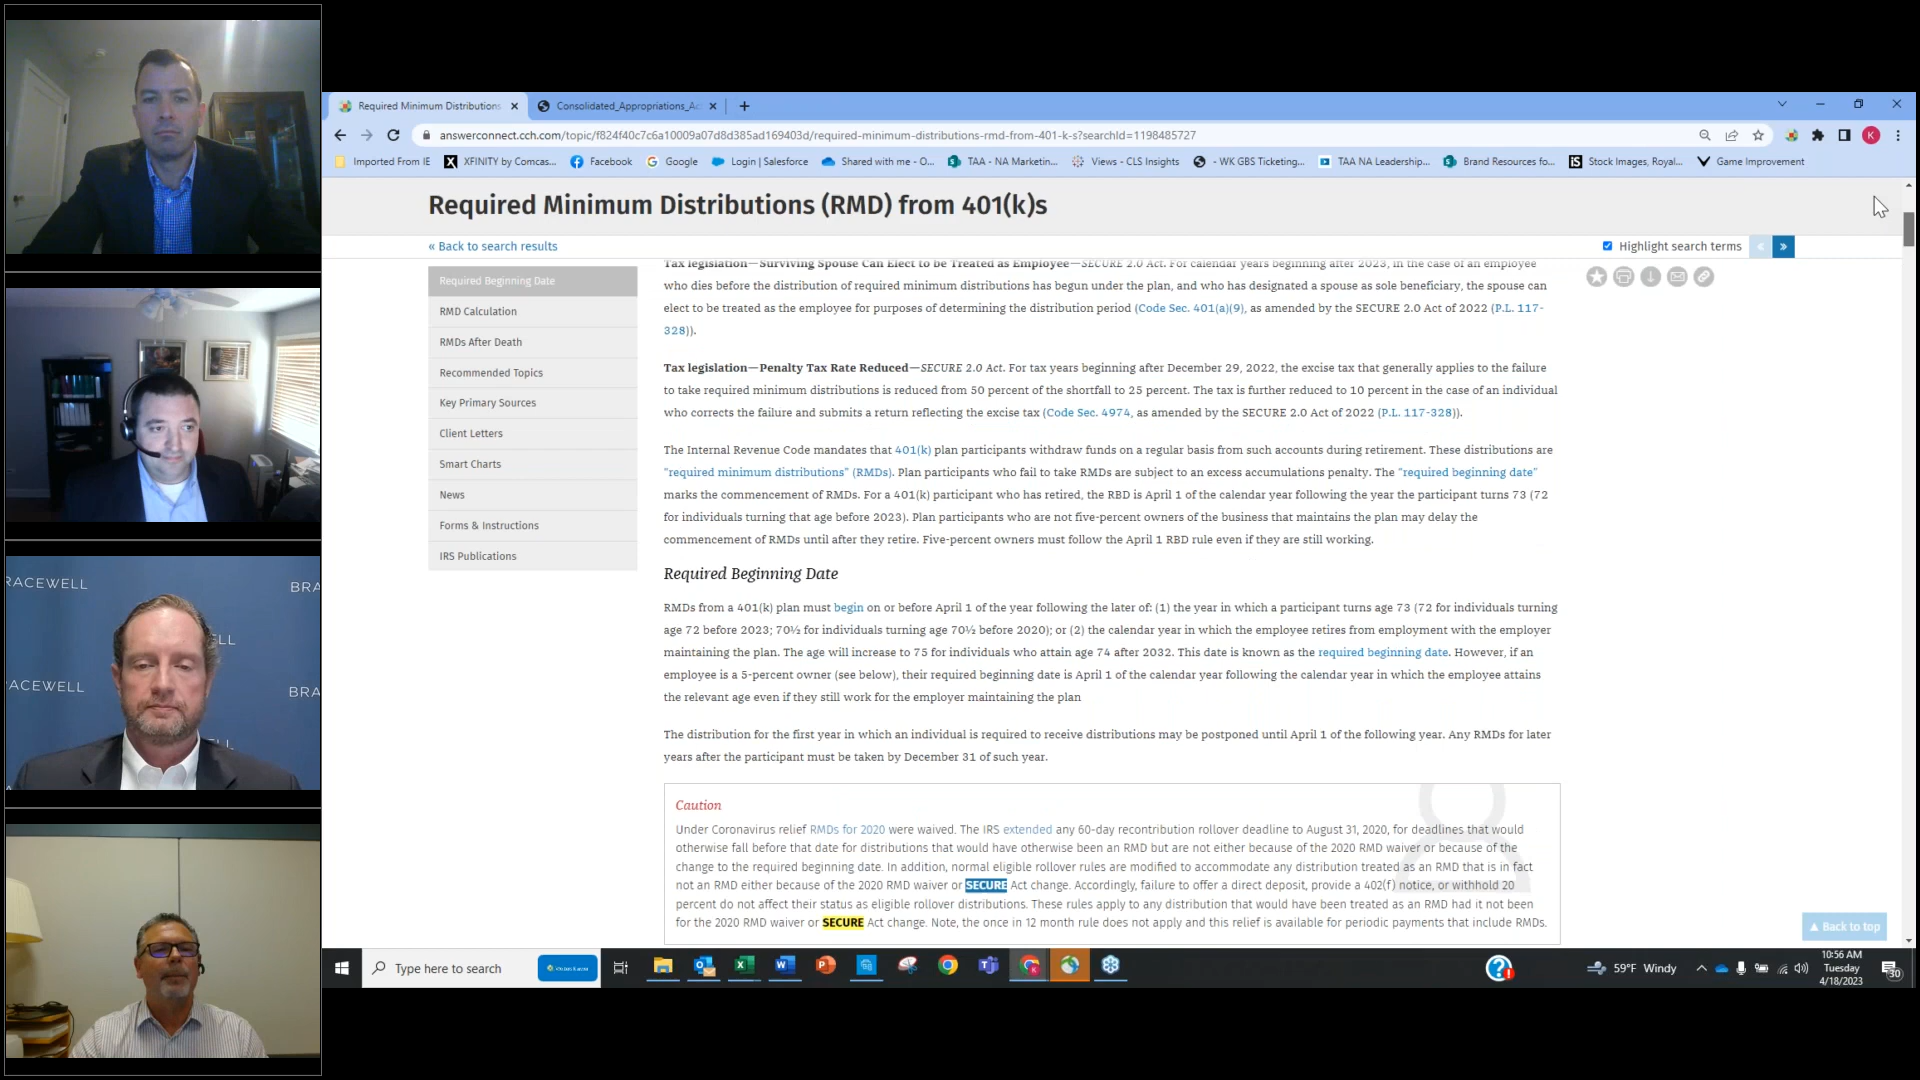 Required Minimum Distributions
Consolidated_Appropriations_Ac
answerconnect.cch.com/topic/f824f40c7c6a10009a07d8d385ad169403d/required-minimum-distributions-rmd-from-401-k-s?searchId=1198485727
K
Imported From IE
XFINITY by Comcas...
Facebook
Google
Login | Salesforce
Shared with me - O...
TAA - NA Marketin...
Views - CLS Insights
- WK GBS Ticketing...
TAA NA Leadership...
Brand Resources fo...
Stock Images, Royal...
Game Improvement
Required Minimum Distributions (RMD) from 401(k)s
« Back to search results
Highlight search terms
Required Beginning Date
RMD Calculation
RMDs After Death
Recommended Topics
Key Primary Sources
Client Letters
Smart Charts
News
Forms & Instructions
IRS Publications
Tax legislation—Surviving Spouse Can Elect to be Treated as Employee—SECURE 2.0 Act. For calendar years beginning after 2023, in the case of an employee
who dies before the distribution of required minimum distributions has begun under the plan, and who has designated a spouse as sole beneficiary, the spouse can
elect to be treated as the employee for purposes of determining the distribution period (Code Sec. 401(a)(9), as amended by the SECURE 2.0 Act of 2022 (P.L. 117-
328)).
Tax legislation—Penalty Tax Rate Reduced—SECURE 2.0 Act. For tax years beginning after December 29, 2022, the excise tax that generally applies to the failure
to take required minimum distributions is reduced from 50 percent of the shortfall to 25 percent. The tax is further reduced to 10 percent in the case of an individual
who corrects the failure and submits a return reflecting the excise tax (Code Sec. 4974, as amended by the SECURE 2.0 Act of 2022 (P.L. 117-328)).
The Internal Revenue Code mandates that 401(k) plan participants withdraw funds on a regular basis from such accounts during retirement. These distributions are
"required minimum distributions" (RMDs). Plan participants who fail to take RMDs are subject to an excess accumulations penalty. The "required beginning date"
marks the commencement of RMDs. For a 401(k) participant who has retired, the RBD is April 1 of the calendar year following the year the participant turns 73 (72
for individuals turning that age before 2023). Plan participants who are not five-percent owners of the business that maintains the plan may delay the
commencement of RMDs until after they retire. Five-percent owners must follow the April 1 RBD rule even if they are still working.
Required Beginning Date
RMDs from a 401(k) plan must begin on or before April 1 of the year following the later of: (1) the year in which a participant turns age 73 (72 for individuals turning
age 72 before 2023; 70½ for individuals turning age 70½ before 2020); or (2) the calendar year in which the employee retires from employment with the employer
maintaining the plan. The age will increase to 75 for individuals who attain age 74 after 2032. This date is known as the required beginning date. However, if an
employee is a 5-percent owner (see below), their required beginning date is April 1 of the calendar year following the calendar year in which the employee attains
the relevant age even if they still work for the employer maintaining the plan
The distribution for the first year in which an individual is required to receive distributions may be postponed until April 1 of the following year. Any RMDs for later
years after the participant must be taken by December 31 of such year.
Caution
Under Coronavirus relief RMDs for 2020 were waived. The IRS extended any 60-day recontribution rollover deadline to August 31, 2020, for deadlines that would
otherwise fall before that date for distributions that would have otherwise been an RMD but are not either because of the 2020 RMD waiver or because of the
change to the required beginning date. In addition, normal eligible rollover rules are modified to accommodate any distribution treated as an RMD that is in fact
not an RMD either because of the 2020 RMD waiver or SECURE Act change. Accordingly, failure to offer a direct deposit, provide a 402(f) notice, or withhold 20
percent do not affect their status as eligible rollover distributions. These rules apply to any distribution that would have been treated as an RMD had it not been
for the 2020 RMD waiver or SECURE Act change. Note, the once in 12 month rule does not apply and this relief is available for periodic payments that include RMDs.
Back to top
Type here to search
59°F Windy
10:56 AM
Tuesday
4/18/2023
30
RACEWELL
BRA
ELL
ACEWELL
BRA